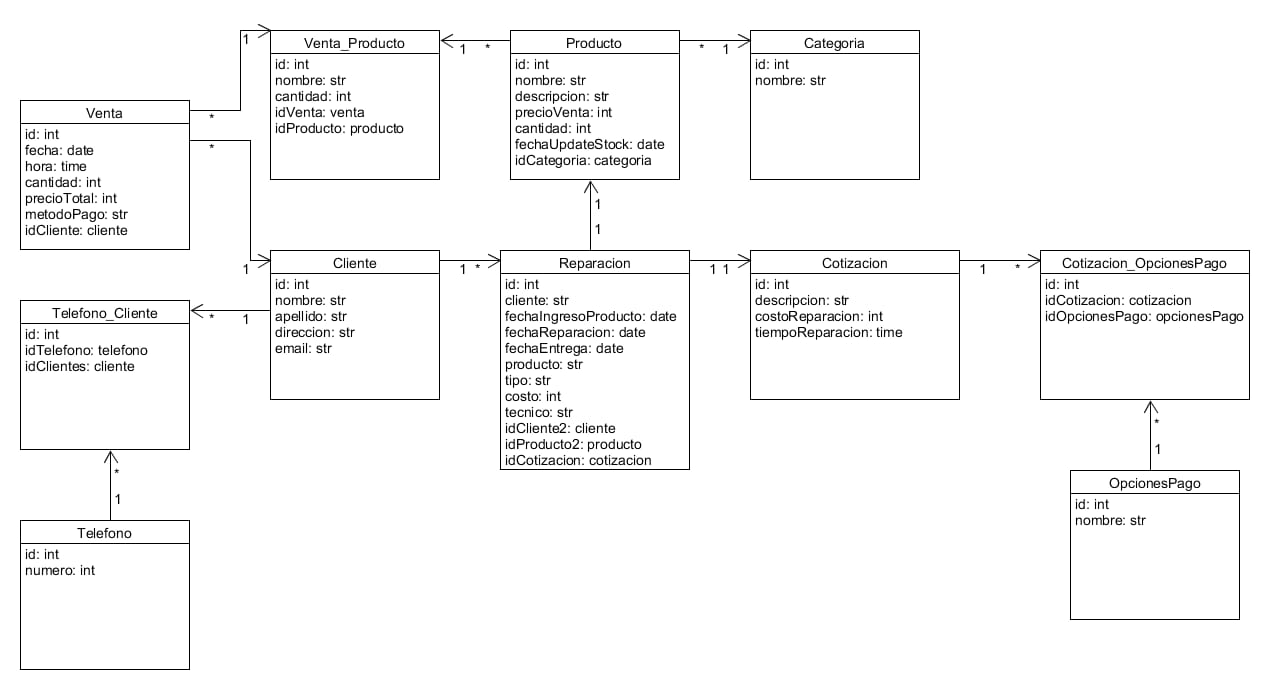 Venta_Producto
id: int
nombre: str
cantidad: int
idVenta: venta
idProducto: producto
1
*
1 *
Producto
id: int
nombre: str
descripcion: str
precioVenta: int
cantidad: int
fechaUpdateStock: date
idCategoria: categoria
* 1
Categoria
id: int
nombre: str
Venta
id: int
fecha: date
hora: time
cantidad: int
precioTotal: int
metodoPago: str
idCliente: cliente
*
1
1
1
Cliente
id: int
nombre: str
apellido: str
direccion: str
email: str
1 *
Reparacion
id: int
cliente: str
fechaIngresoProducto: date
fechaReparacion: date
fechaEntrega: date
producto: str
tipo: str
costo: int
tecnico: str
idCliente2: cliente
idProducto2: producto
idCotizacion: cotizacion
1 1
Cotizacion
id: int
descripcion: str
costoReparacion: int
tiempoReparacion: time
1 *
Cotizacion_OpcionesPago
id: int
idCotizacion: cotizacion
idOpcionesPago: opcionesPago
Telefono_Cliente
id: int
idTelefono: telefono
idClientes: cliente
* 1
*
1
Telefono
id: int
numero: int
*
1
OpcionesPago
id: int
nombre: str